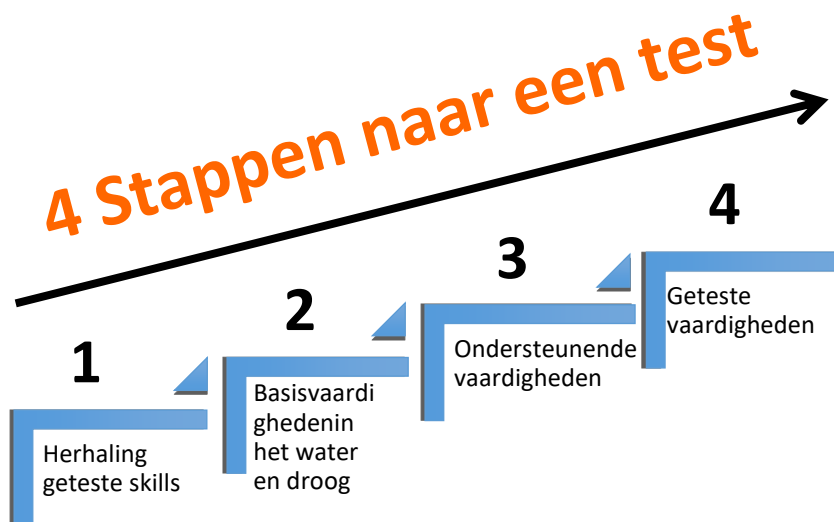 4 Stappen naar een test
1
Herhaling
geteste skills
2
Basisvaardi
ghedenin
het water
en droog
3
Ondersteunende
vaardigheden
4
Geteste
vaardigheden